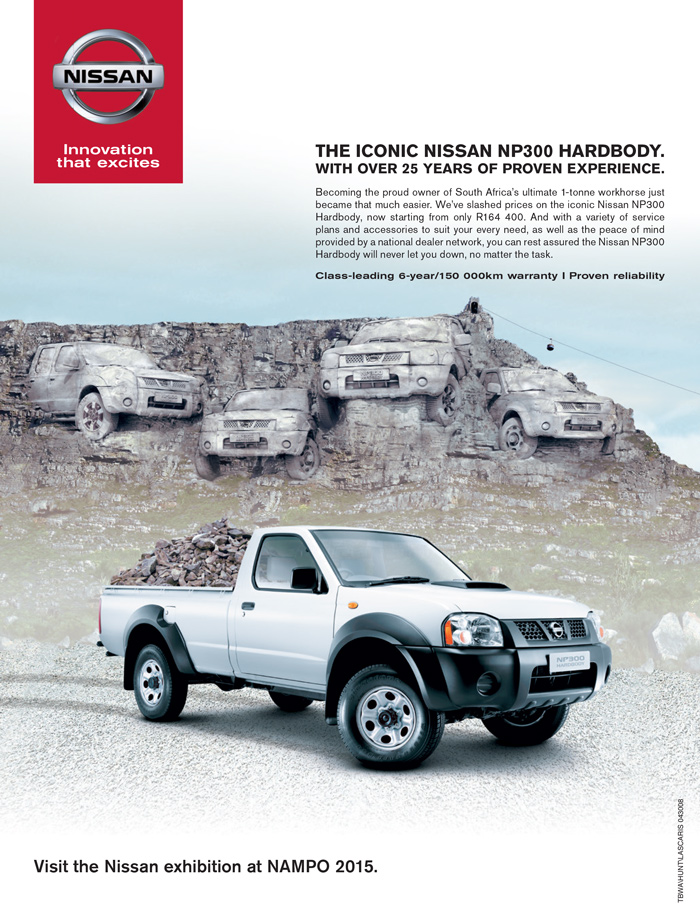 NISSAN
Innovation
that excites
THE ICONIC NISSAN NP300 HARDBODY.
WITH OVER 25 YEARS OF PROVEN EXPERIENCE.
Becoming the proud owner of South Africa's ultimate 1-tonne workhorse just
became that much easier. We've slashed prices on the iconic Nissan NP300
Hardbody, now starting from only R164 400. And with a variety of service
plans and accessories to suit your every need, as well as the peace of mind
provided by a national dealer network, you can rest assured the Nissan NP300
Hardbody will never let you down, no matter the task.
Class-leading 6-year/150 000km warranty I Proven reliability
NP300
HARDBODY
Visit the Nissan exhibition at NAMPO 2015.
TBWA\HUNT\LASCARIS 043008